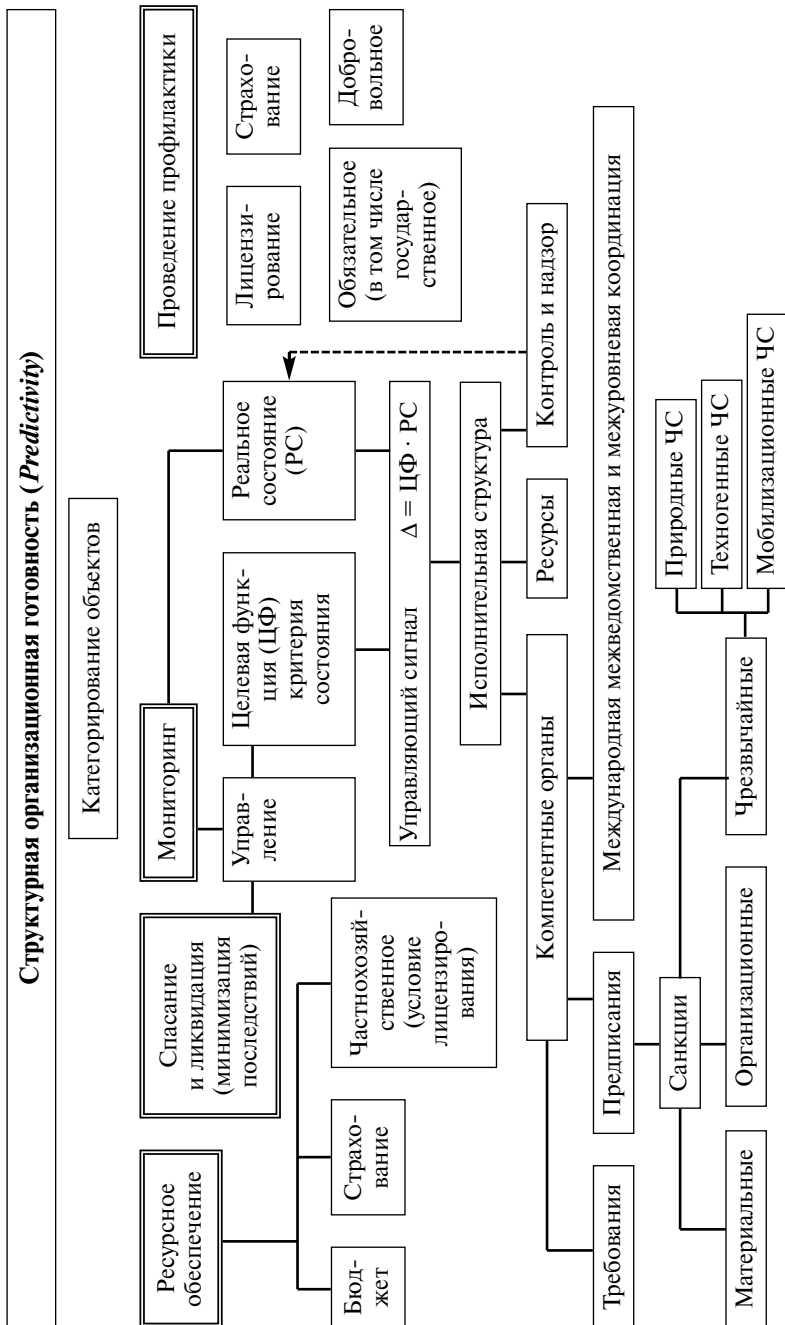 Структурная организационная готовность (Predictivity)
Категорирование объектов
Ресурсное
обеспечение
Спасание
и ликвидация
(минимизация
последствий)
Мониторинг
Проведение профилактики
Управ-
ление
Целевая функ-
ция (ЦФ)
критерия
состояния
Реальное
состояние
(РС)
Лицензи-
рование
Страхо-
вание
Бюд-
жет
Страхо-
вание
Частнохозяй-
ственное
(условие
лицензиро-
вания)
Обязательное
(в том числе
государ-
ственное)
Добро-
вольное
Управляющий сигнал Δ = ЦФ · РС
Исполнительная структура
Компетентные органы
Ресурсы
Контроль и надзор
Требования
Предписания
Международная межведомственная и межуровневая координация
Санкции
Материальные
Организационные
Чрезвычайные
Природные ЧС
Техногенные ЧС
Мобилизационные ЧС